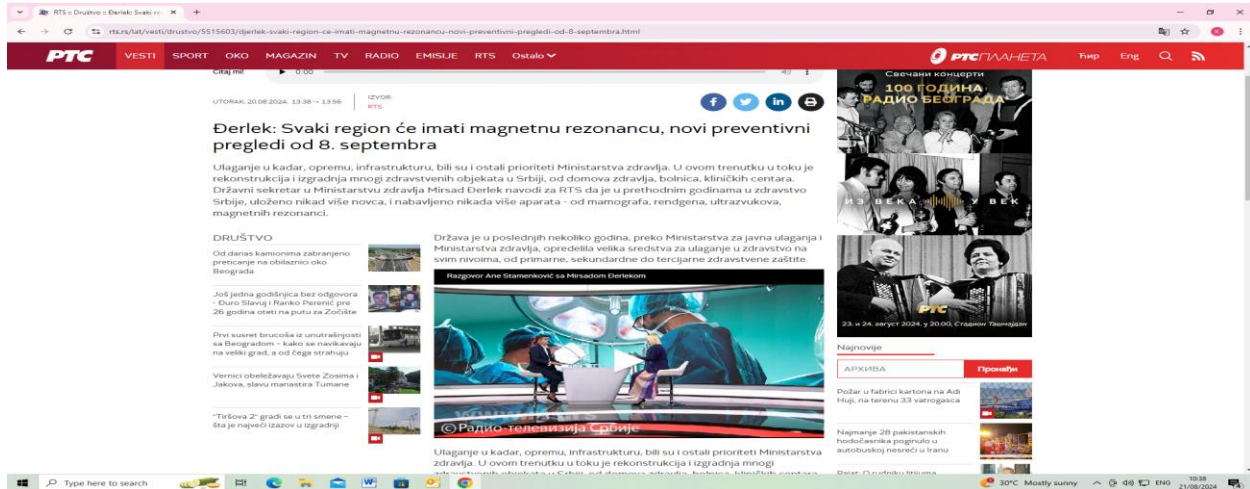 RTS :: Društvo :: Đerlek: Svaki re
rts.rs/lat/vesti/drustvo/5515603/djerlek-svaki-region-ce-imati-magnetnu-rezonancu-novi-preventivni-pregledi-od-8-septembra.html
РТС VESTI SPORT OKO MAGAZIN TV RADIO EMISIJE RTS Ostalo РТС ПЛАНЕТА Ћир Eng
Čitaj mi!
0:00
UTORAK, 20.08.2024, 13:38 -> 13:56
IZVOR:
RTS
Đerlek: Svaki region će imati magnetnu rezonancu, novi preventivni
pregledi od 8. septembra
Ulaganje u kadar, opremu, infrastrukturu, bili su i ostali prioriteti Ministarstva zdravlja. U ovom trenutku u toku je
rekonstrukcija i izgradnja mnogi zdravstvenih objekata u Srbiji, od domova zdravlja, bolnica, kliničkih centara.
Državni sekretar u Ministarstvu zdravlja Mirsad Đerlek navodi za RTS da je u prethodnim godinama u zdravstvo
Srbije, uloženo nikad više novca, i nabavljeno nikada više aparata - od mamografa, rendgena, ultrazvukova,
magnetnih rezonanci.
DRUŠTVO
Od danas kamionima zabranjeno
preticanje na obilaznici oko
Beograda
Još jedna godišnjica bez odgovora
- Đuro Slavuj i Ranko Perenić pre
26 godina oteti na putu za Zočište
Prvi susret brucoša iz unutrašnjosti
sa Beogradom – kako se navikavaju
na veliki grad, a od čega strahuju
Vernici obeležavaju Svete Zosima i
Jakova, slavu manastira Tumane
"Tiršova 2" gradi se u tri smene –
šta je najveći izazov u izgradnji
Država je u poslednjih nekoliko godina, preko Ministarstva za javna ulaganja i
Ministarstva zdravlja, opredelila velika sredstva za ulaganje u zdravstvo na
svim nivoima, od primarne, sekundardne do tercijarne zdravstvene zaštite.
Razgovor Ane Stamenković sa Mirsadom Đerlekom
WWW.RTS
©Радио-телевизија Србије
Ulaganje u kadar, opremu, infrastrukturu, bili su i ostali prioriteti Ministarstva
zdravlja. U ovom trenutku u toku je rekonstrukcija i izgradnja mnogi
zdravstvenih objekata u Srbiji, od domova zdravlja, bolnica, kliničkih centara
Свечани концерти
100 ГОДИНА
РАДИО БЕОГРАДА
ИЗ ВЕКА У ВЕК
РТС
23. и 24. август 2024. у 20.00, Стадион Ташмајдан
Najnovije
АРХИВА Пронађи
Požar u fabrici kartona na Adi
Huji, na terenu 33 vatrogasca
Najmanje 28 pakistanskih
hodočasnika poginulo u
autobuskoj nesreći u Iranu
Type here to search
30°C Mostly sunny
ENG
10:38
21/08/2024